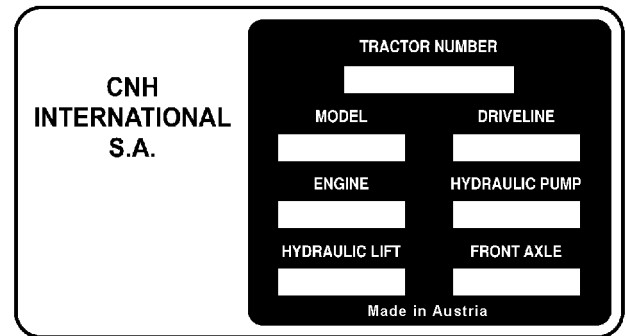 CNH
INTERNATIONAL
S.A.
TRACTOR NUMBER
MODEL DRIVELINE
ENGINE HYDRAULIC PUMP
HYDRAULIC LIFT FRONT AXLE
Made in Austria